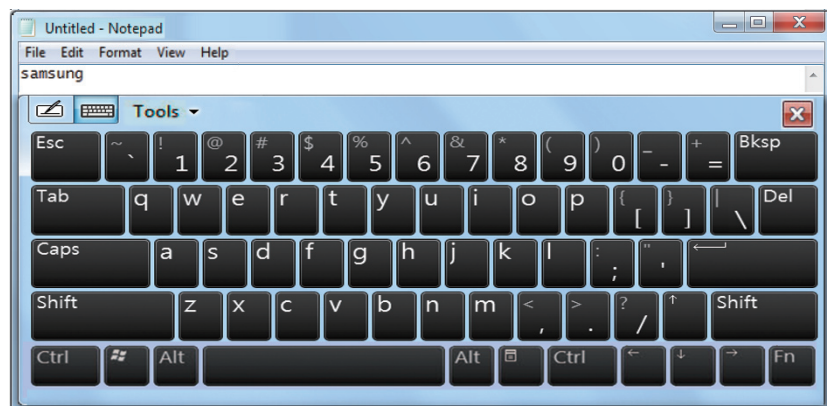 Untitled - Notepad
File Edit Format View Help
samsung
Tools
Esc ~ ` ! 1 @ 2 # 3 $ 4 % 5 ^ 6 & 7 * 8 ( 9 ) 0 _ - + = Bksp
Tab q w e r t y u i o p { [ } ] | \ Del
Caps a s d f g h j k l : ; " '
Shift z x c v b n m < , > . ? / ↑ Shift
Ctrl Alt Alt Ctrl ← ↓ → Fn